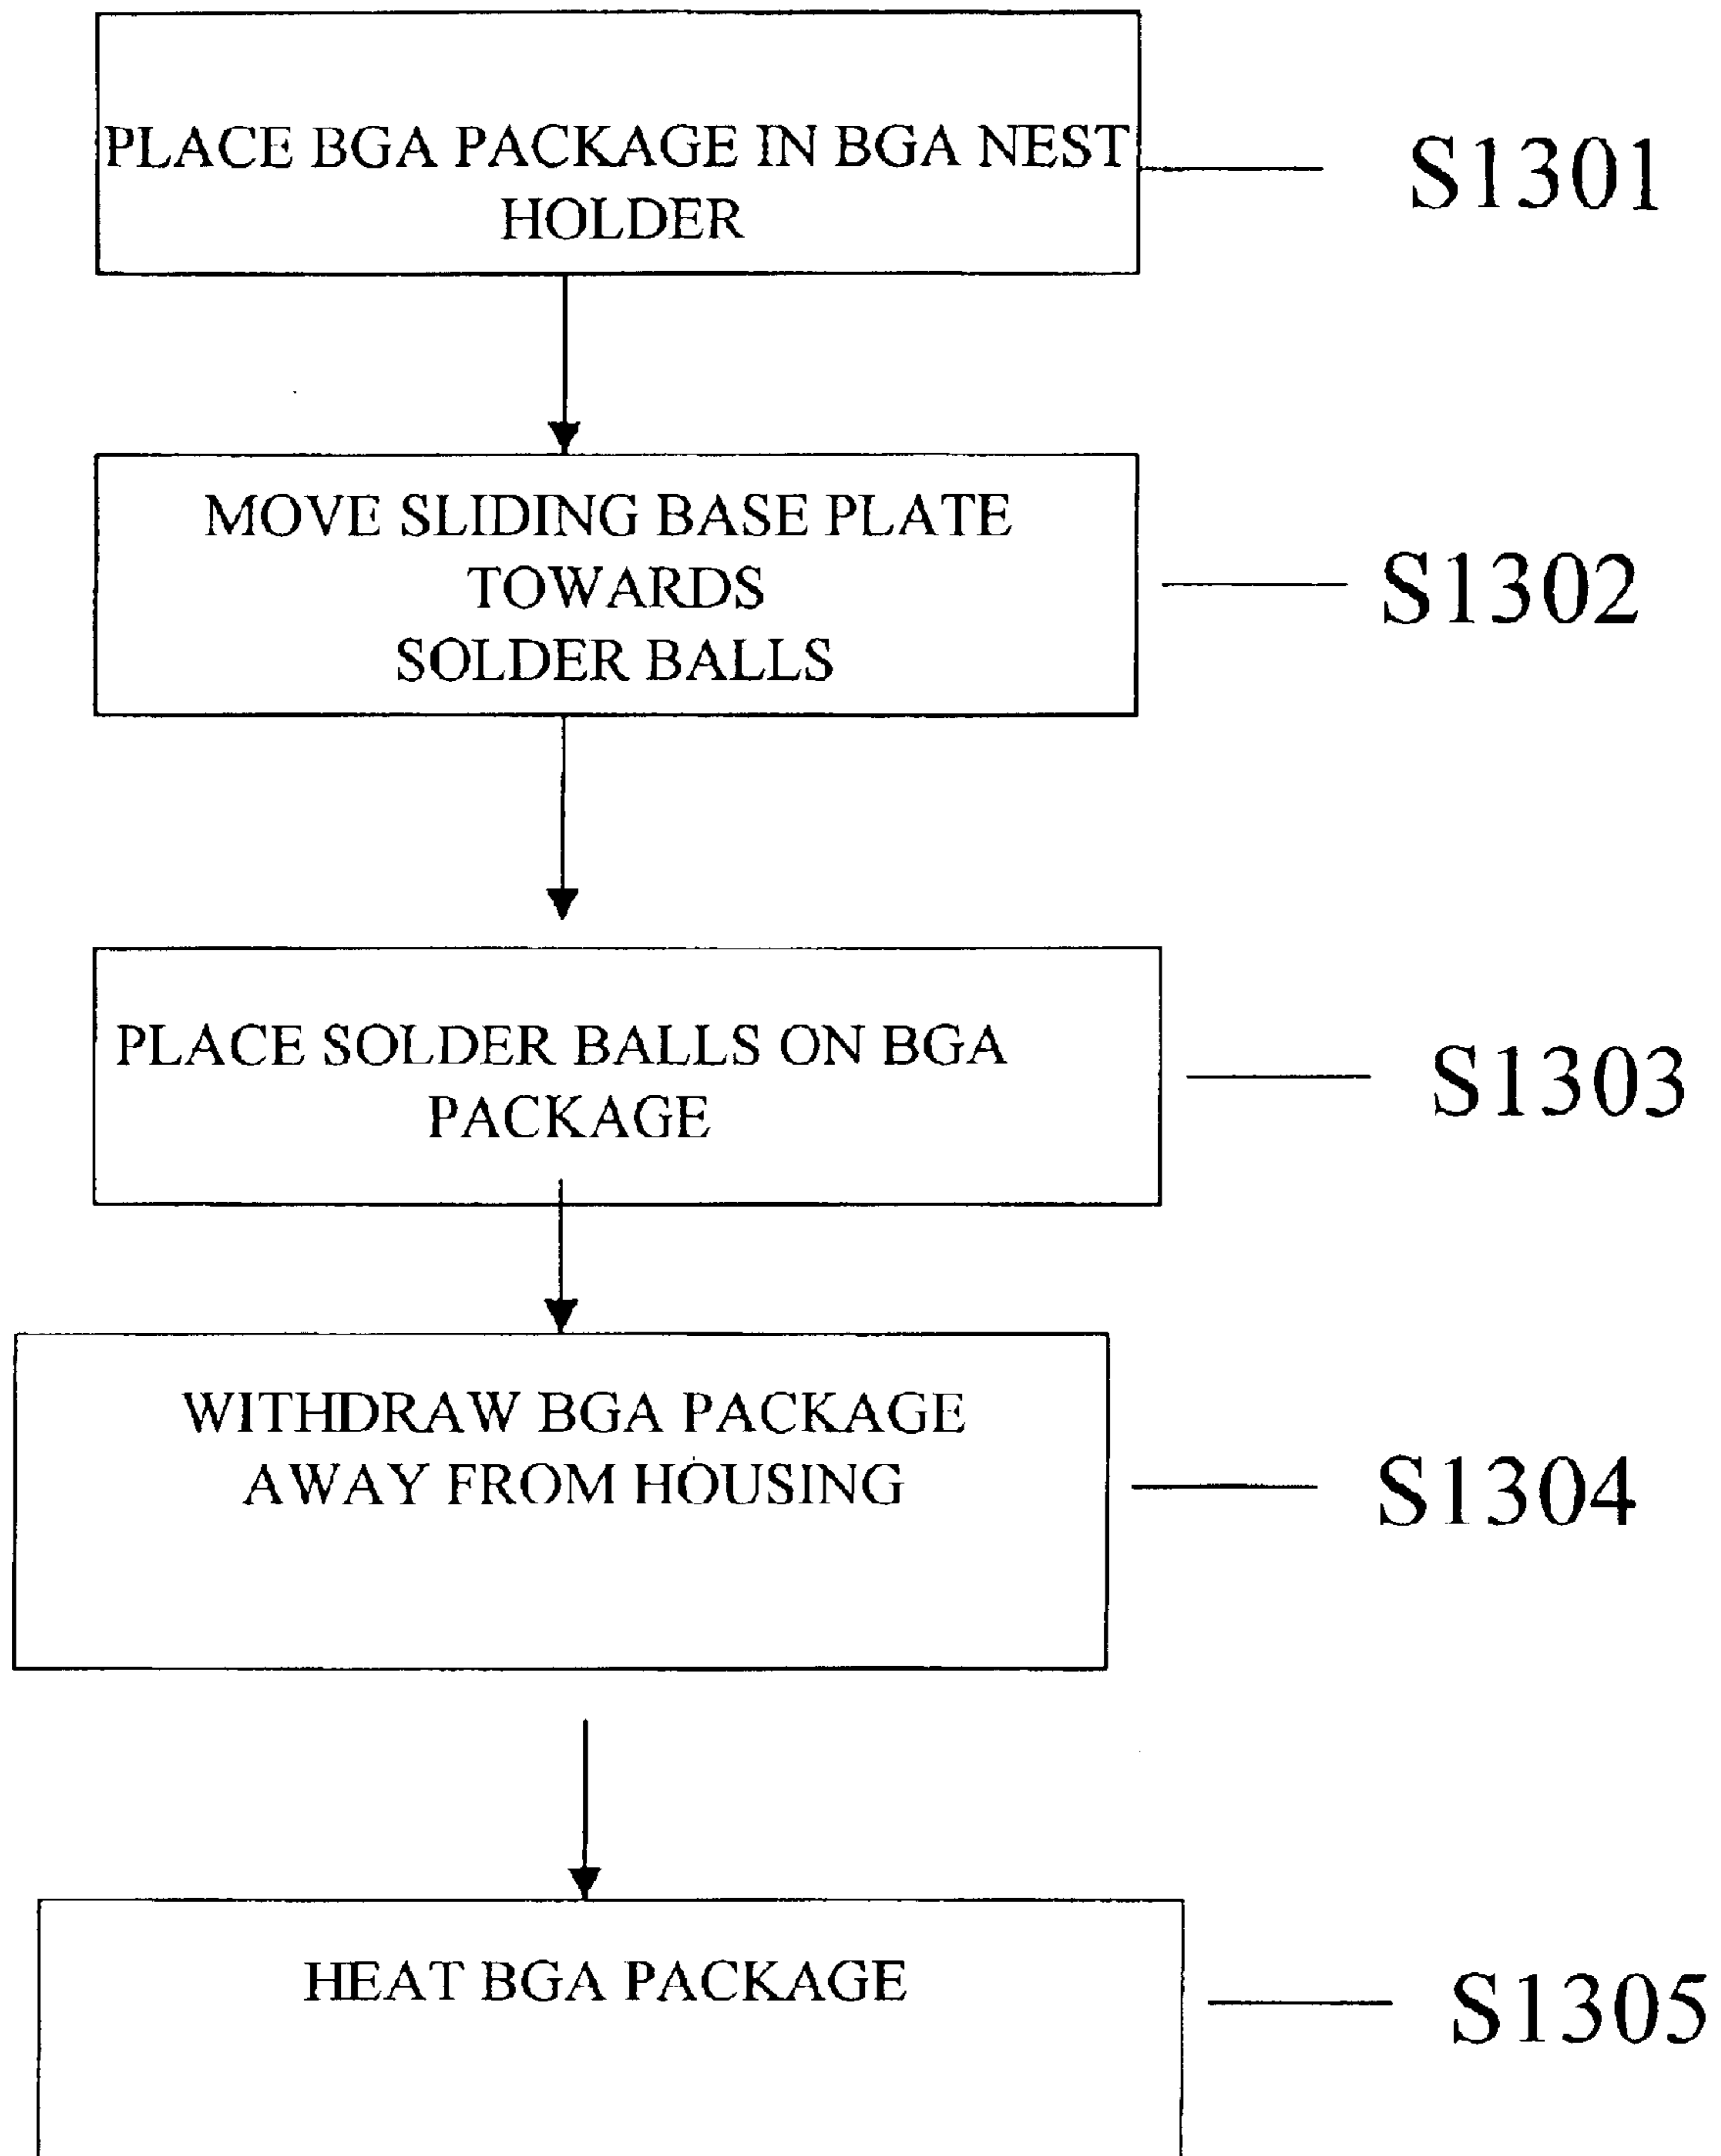 PLACE BGA PACKAGE IN BGA NEST
HOLDER
S1301
MOVE SLIDING BASE PLATE
TOWARDS
SOLDER BALLS
S1302
PLACE SOLDER BALLS ON BGA
PACKAGE
S1303
WITHDRAW BGA PACKAGE
AWAY FROM HOUSING
S1304
HEAT BGA PACKAGE
S1305